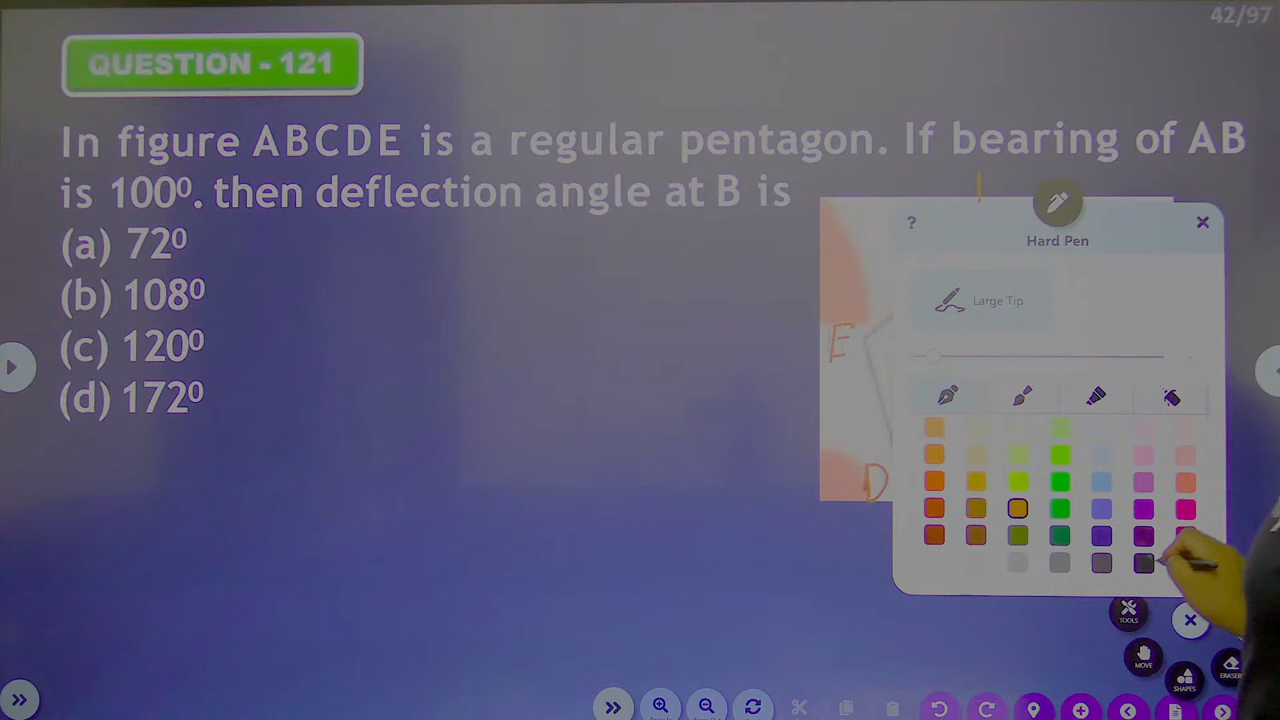 42/97
QUESTION - 121
In figure ABCDE is a regular pentagon. If bearing of AB
is 100⁰. then deflection angle at B is
(a) 72⁰
(b) 108⁰
(c) 120⁰
(d) 172⁰
?
Hard Pen
Large Tip
E
D
TOOLS
MOVE
SHAPES
ERASER